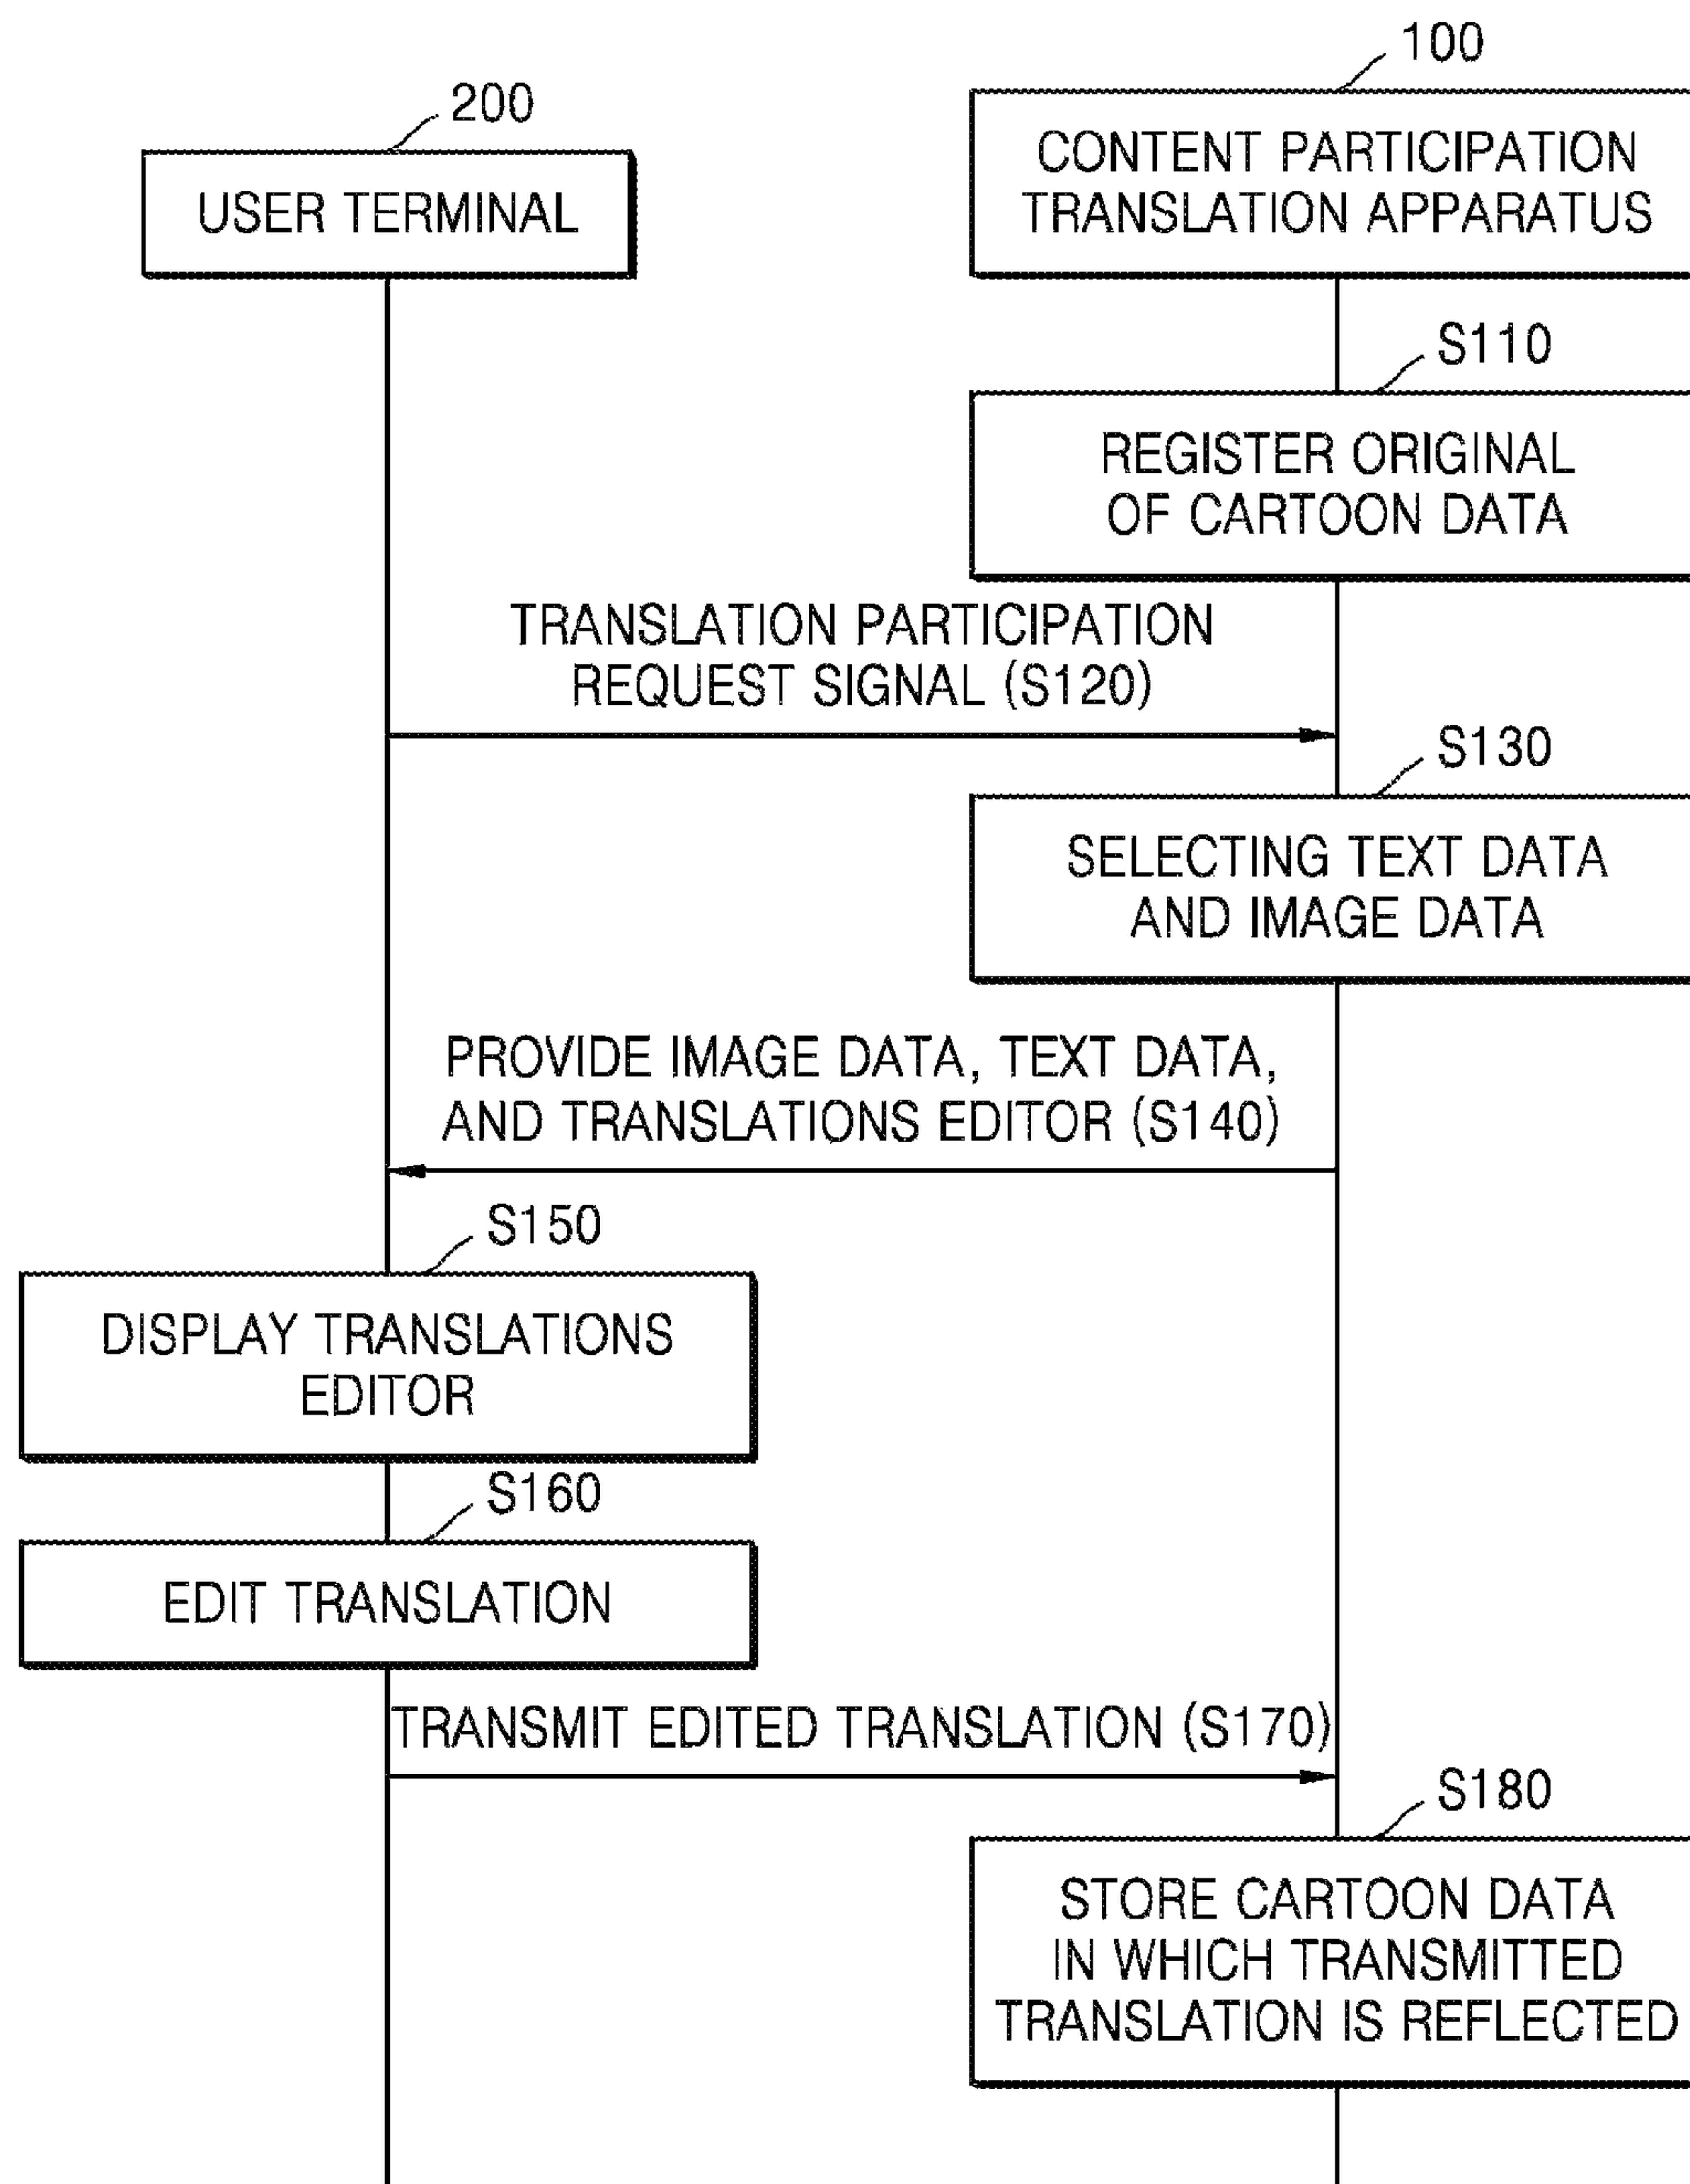 100
200
CONTENT PARTICIPATION
TRANSLATION APPARATUS
USER TERMINAL
S110
REGISTER ORIGINAL
OF CARTOON DATA
TRANSLATION PARTICIPATION
REQUEST SIGNAL (S120)
S130
SELECTING TEXT DATA
AND IMAGE DATA
PROVIDE IMAGE DATA, TEXT DATA,
AND TRANSLATIONS EDITOR (S140)
S150
DISPLAY TRANSLATIONS
EDITOR
S160
EDIT TRANSLATION
TRANSMIT EDITED TRANSLATION (S170)
S180
STORE CARTOON DATA
IN WHICH TRANSMITTED
TRANSLATION IS REFLECTED